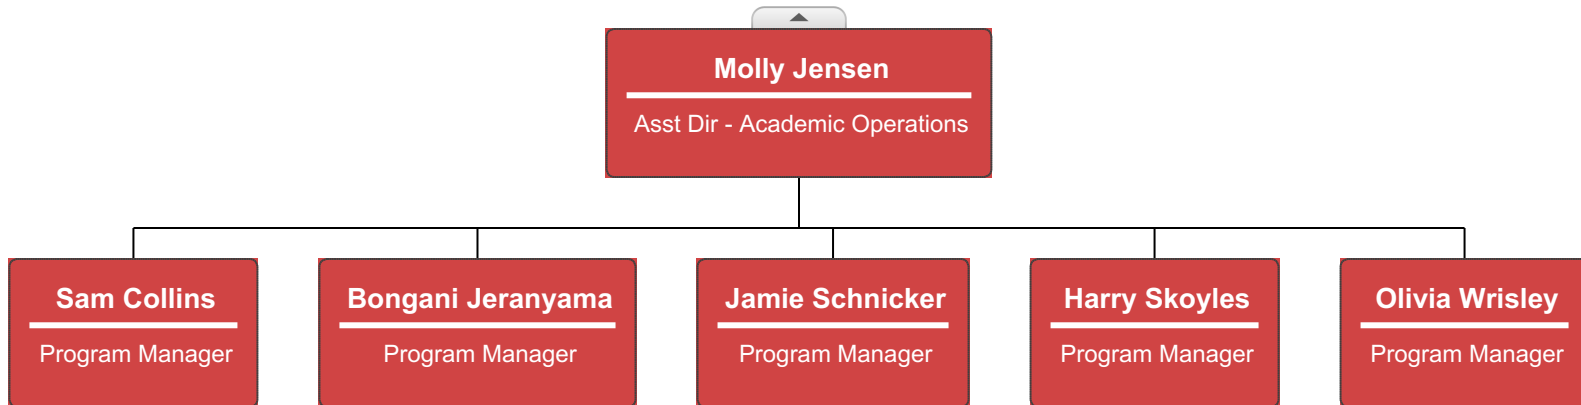 Molly Jensen
Asst Dir - Academic Operations
Sam Collins
Program Manager
Bongani Jeranyama
Program Manager
Jamie Schnicker
Program Manager
Harry Skoyles
Program Manager
Olivia Wrisley
Program Manager